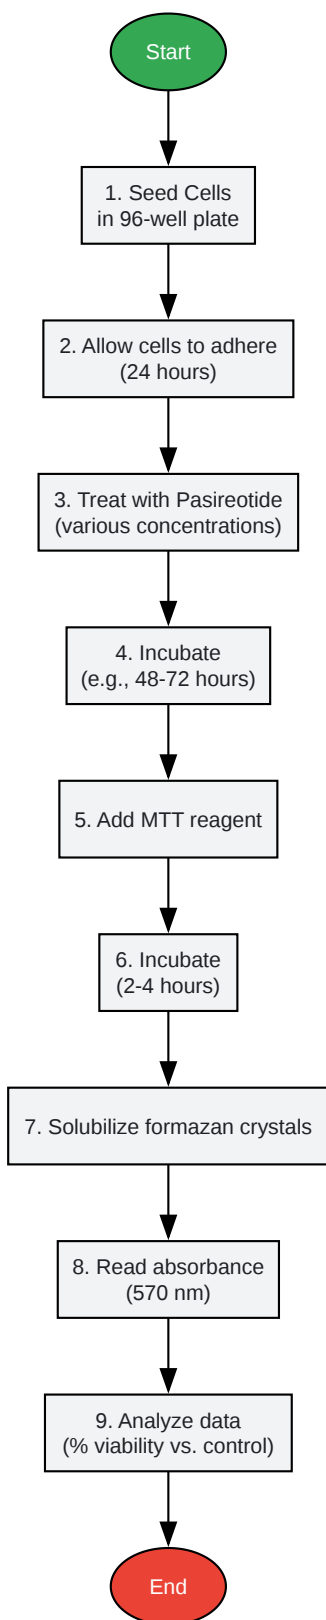 Start
1. Seed Cells
in 96-well plate
2. Allow cells to adhere
(24 hours)
3. Treat with Pasireotide
(various concentrations)
4. Incubate
(e.g., 48-72 hours)
5. Add MTT reagent
6. Incubate
(2-4 hours)
7. Solubilize formazan crystals
8. Read absorbance
(570 nm)
9. Analyze data
(% viability vs. control)
End